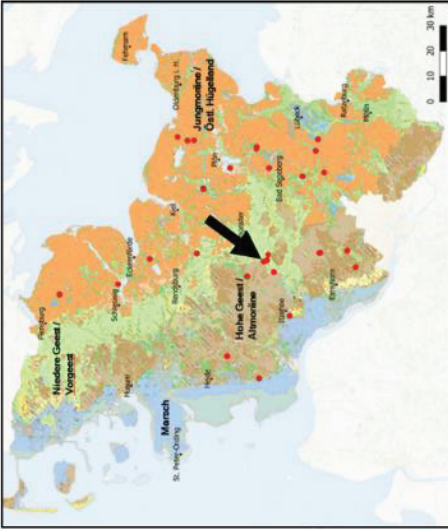 Fehmarn
Oldenburg i. H.
Flensburg
Niedere Geest /
Vorgeest
Schleswig
Eckernförde
Kiel
Jungmoräne /
Östl. Hügelland
Husum
Rendsburg
Plön
Marsch
St. Peter-Ording
Heide
Hohe Geest /
Altmoräne
Bad Segeberg
Lübeck
Itzehoe
Ratzeburg
Elmshorn
Mölln
0 10 20 30 km